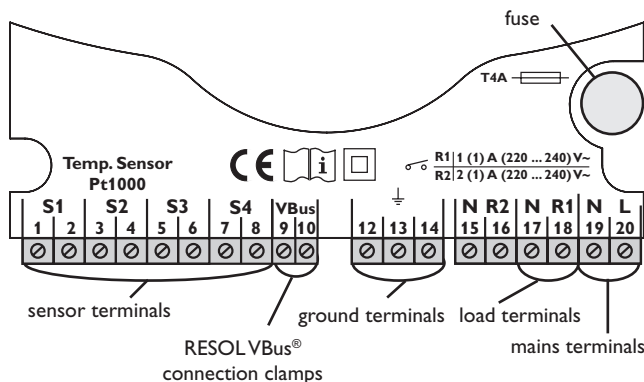 fuse
T4A
Temp. Sensor
Pt1000
CE
i
R1 1 (1) A (220 ... 240) V~
R2 2 (1) A (220 ... 240) V~
S1 S2 S3 S4 VBus N R2 N R1 N L
1 2 3 4 5 6 7 8 9 10 12 13 14 15 16 17 18 19 20
sensor terminals
ground terminals
load terminals
RESOL VBus®
connection clamps
mains terminals